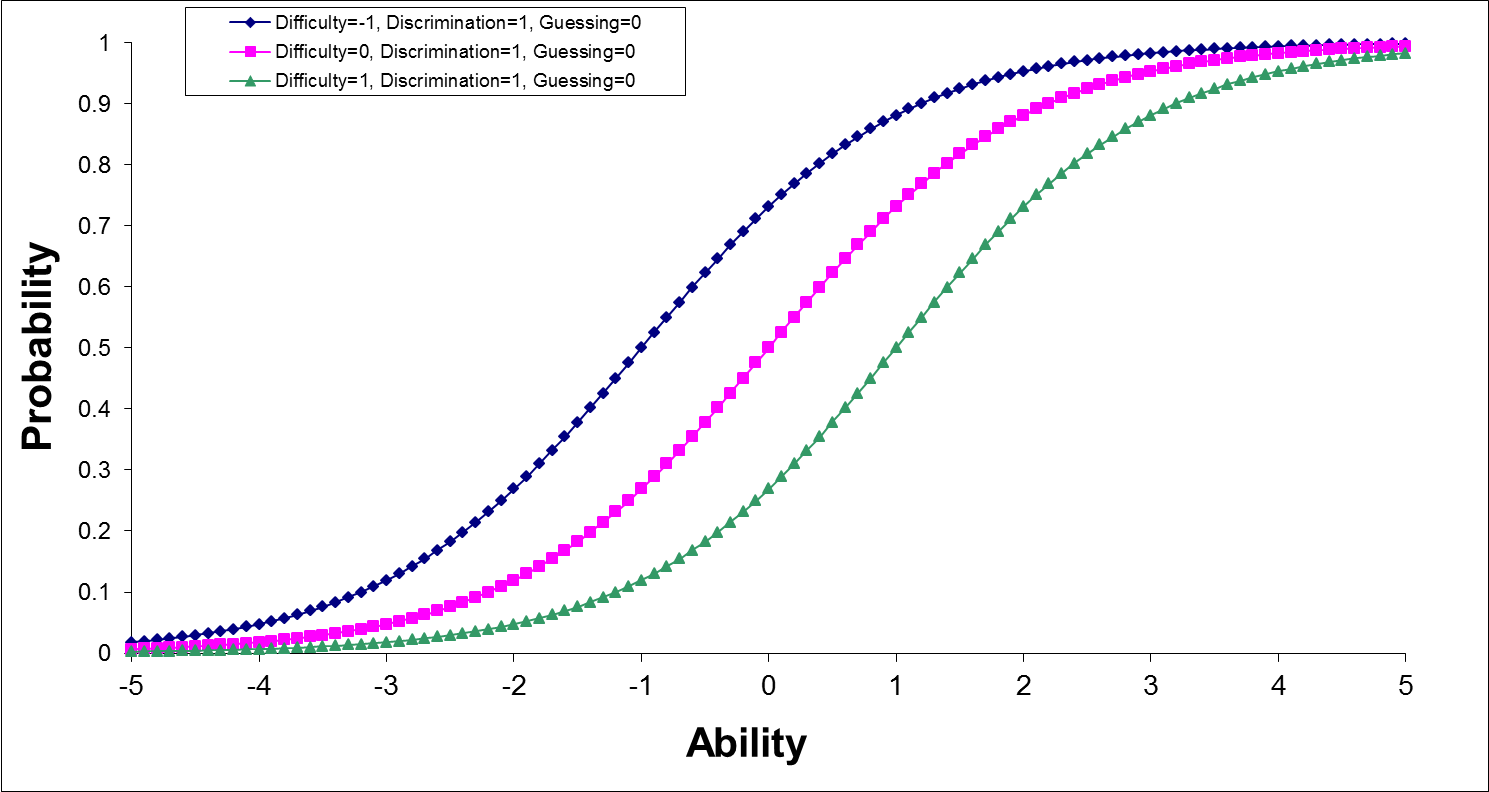 Difficulty=-1, Discrimination=1, Guessing=0
Difficulty=0, Discrimination=1, Guessing=0
Difficulty=1, Discrimination=1, Guessing=0
1
0.9
0.8
0.7
0.6
0.5
0.4
0.3
0.2
0.1
0
Probability
-5 -4 -3 -2 -1 0 1 2 3 4 5
Ability